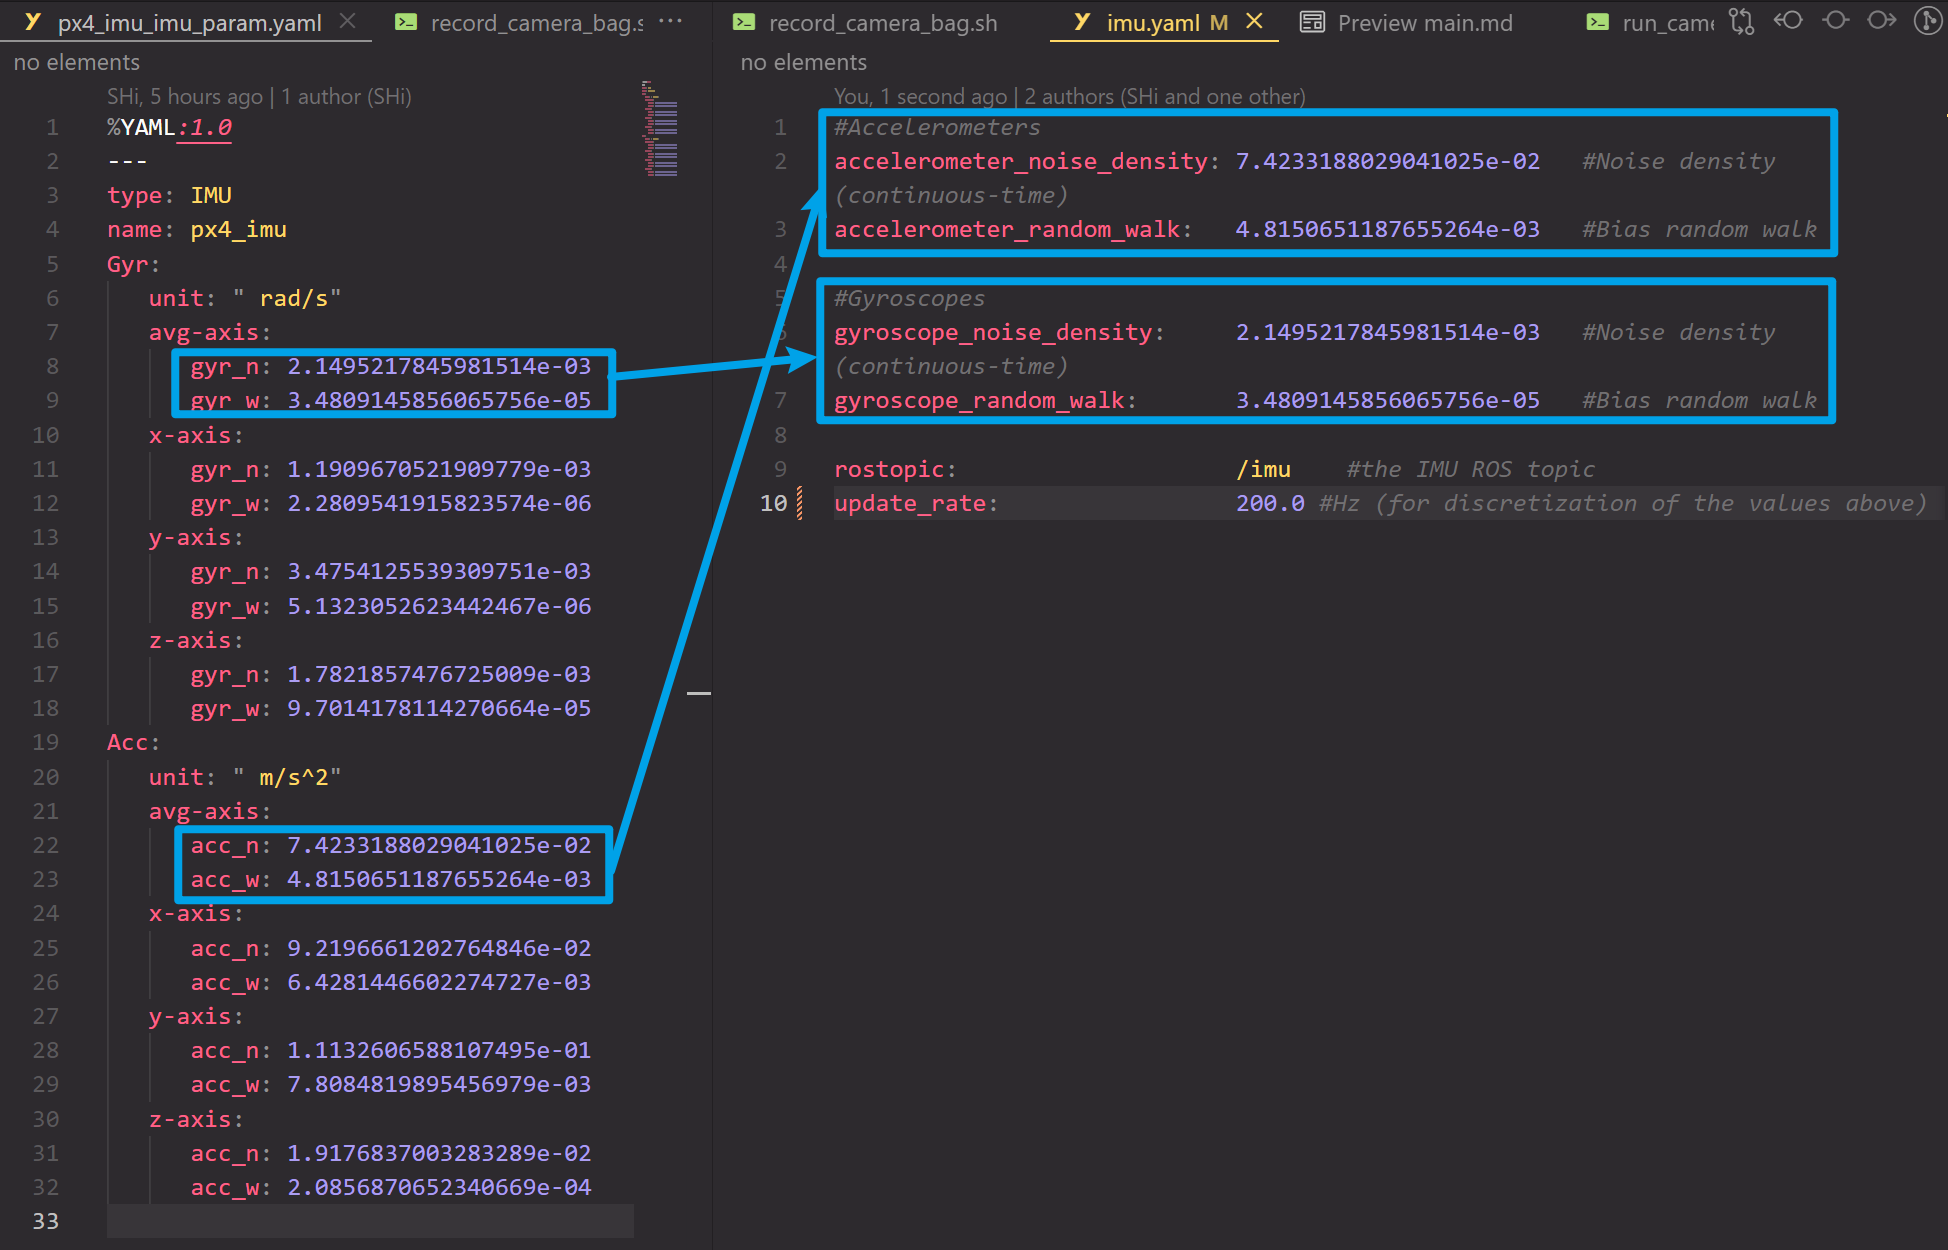 px4_imu_imu_param.yaml
record_camera_bag.s ···
no elements
SHi, 5 hours ago | 1 author (SHi)
1 %YAML:1.0
2 ---
3 type: IMU
4 name: px4_imu
5 Gyr:
6 unit: " rad/s"
7 avg-axis:
8 gyr_n: 2.1495217845981514e-03
9 gyr_w: 3.4809145856065756e-05
10 x-axis:
11 gyr_n: 1.1909670521909779e-03
12 gyr_w: 2.2809541915823574e-06
13 y-axis:
14 gyr_n: 3.4754125539309751e-03
15 gyr_w: 5.1323052623442467e-06
16 z-axis:
17 gyr_n: 1.7821857476725009e-03
18 gyr_w: 9.7014178114270664e-05
19 Acc:
20 unit: " m/s^2"
21 avg-axis:
22 acc_n: 7.4233188029041025e-02
23 acc_w: 4.8150651187655264e-03
24 x-axis:
25 acc_n: 9.2196661202764846e-02
26 acc_w: 6.4281446602274727e-03
27 y-axis:
28 acc_n: 1.1132606588107495e-01
29 acc_w: 7.8084819895456979e-03
30 z-axis:
31 acc_n: 1.9176837003283289e-02
32 acc_w: 2.0856870652340669e-04
33
record_camera_bag.sh
imu.yaml M
Preview main.md
run_came
no elements
You, 1 second ago | 2 authors (SHi and one other)
1 #Accelerometers
2 accelerometer_noise_density: 7.4233188029041025e-02 #Noise density
(continuous-time)
3 accelerometer_random_walk: 4.8150651187655264e-03 #Bias random walk
4
5 #Gyroscopes
6 gyroscope_noise_density: 2.1495217845981514e-03 #Noise density
(continuous-time)
7 gyroscope_random_walk: 3.4809145856065756e-05 #Bias random walk
8
9 rostopic: /imu #the IMU ROS topic
10 update_rate: 200.0 #Hz (for discretization of the values above)